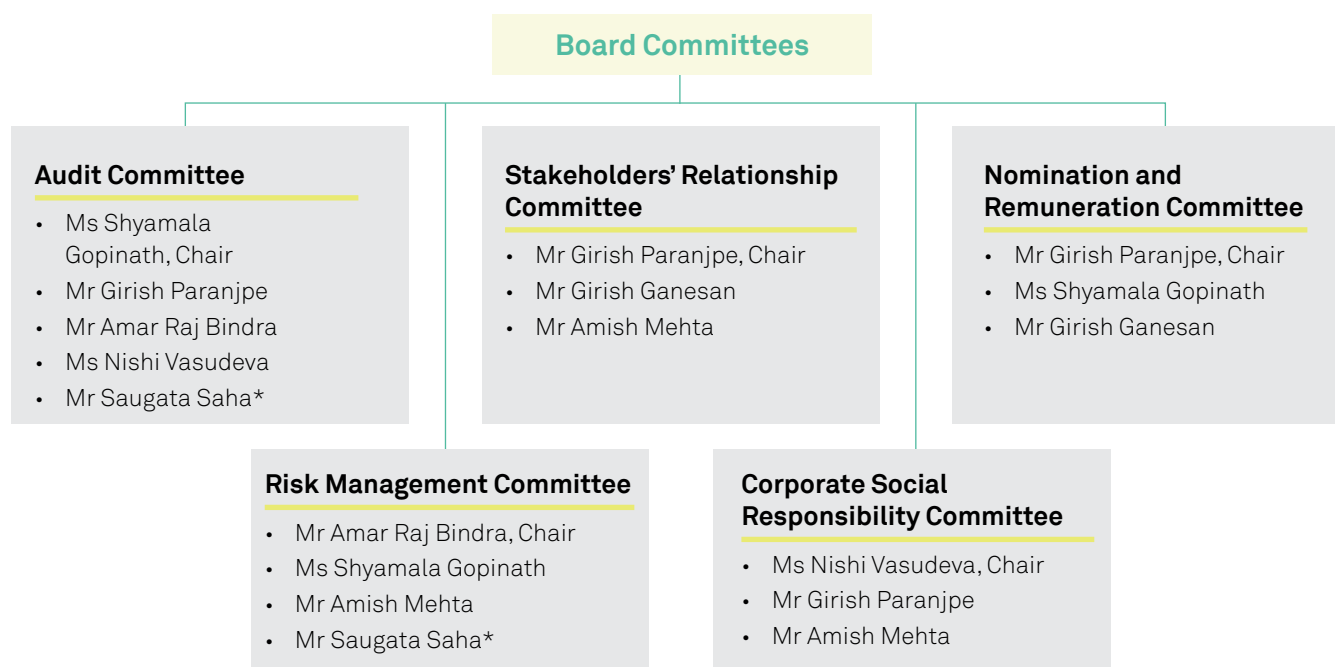 Board Committees
Audit Committee
• Ms Shyamala
Gopinath, Chair
• Mr Girish Paranjpe
• Mr Amar Raj Bindra
• Ms Nishi Vasudeva
• Mr Saugata Saha*
Stakeholders’ Relationship
Committee
• Mr Girish Paranjpe, Chair
• Mr Girish Ganesan
• Mr Amish Mehta
Nomination and
Remuneration Committee
• Mr Girish Paranjpe, Chair
• Ms Shyamala Gopinath
• Mr Girish Ganesan
Risk Management Committee
• Mr Amar Raj Bindra, Chair
• Ms Shyamala Gopinath
• Mr Amish Mehta
• Mr Saugata Saha*
Corporate Social
Responsibility Committee
• Ms Nishi Vasudeva, Chair
• Mr Girish Paranjpe
• Mr Amish Mehta